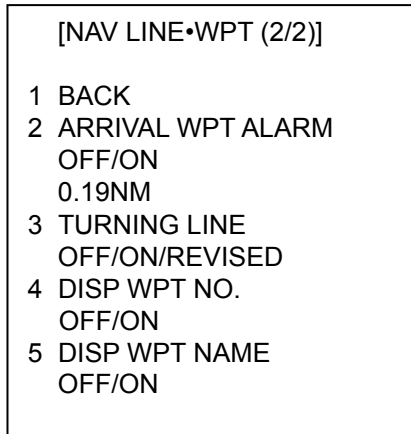 [NAV LINE•WPT (2/2)]
1 BACK
2 ARRIVAL WPT ALARM
OFF/ON
0.19NM
3 TURNING LINE
OFF/ON/REVISED
4 DISP WPT NO.
OFF/ON
5 DISP WPT NAME
OFF/ON